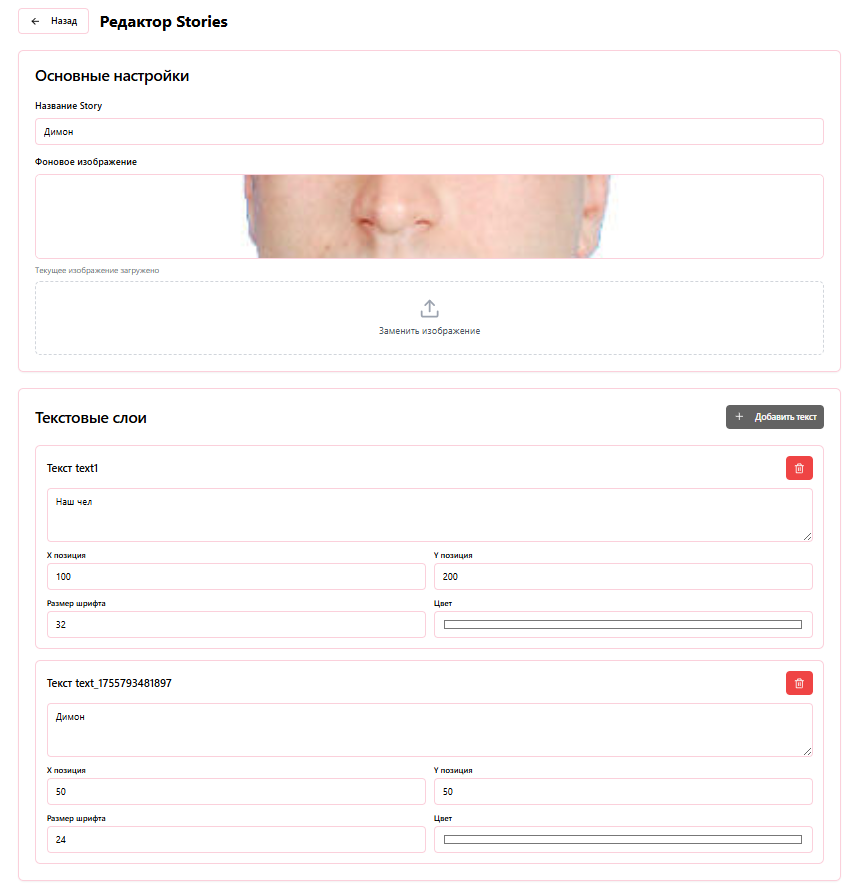 Назад
Редактор Stories
Основные настройки
Название Story
Димон
Фоновое изображение
Текущее изображение загружено
Заменить изображение
Текстовые слои
Добавить текст
Текст text1
Наш чел
X позиция
Y позиция
100
200
Размер шрифта
Цвет
32
Текст text_1755793481897
Димон
X позиция
Y позиция
50
50
Размер шрифта
Цвет
24